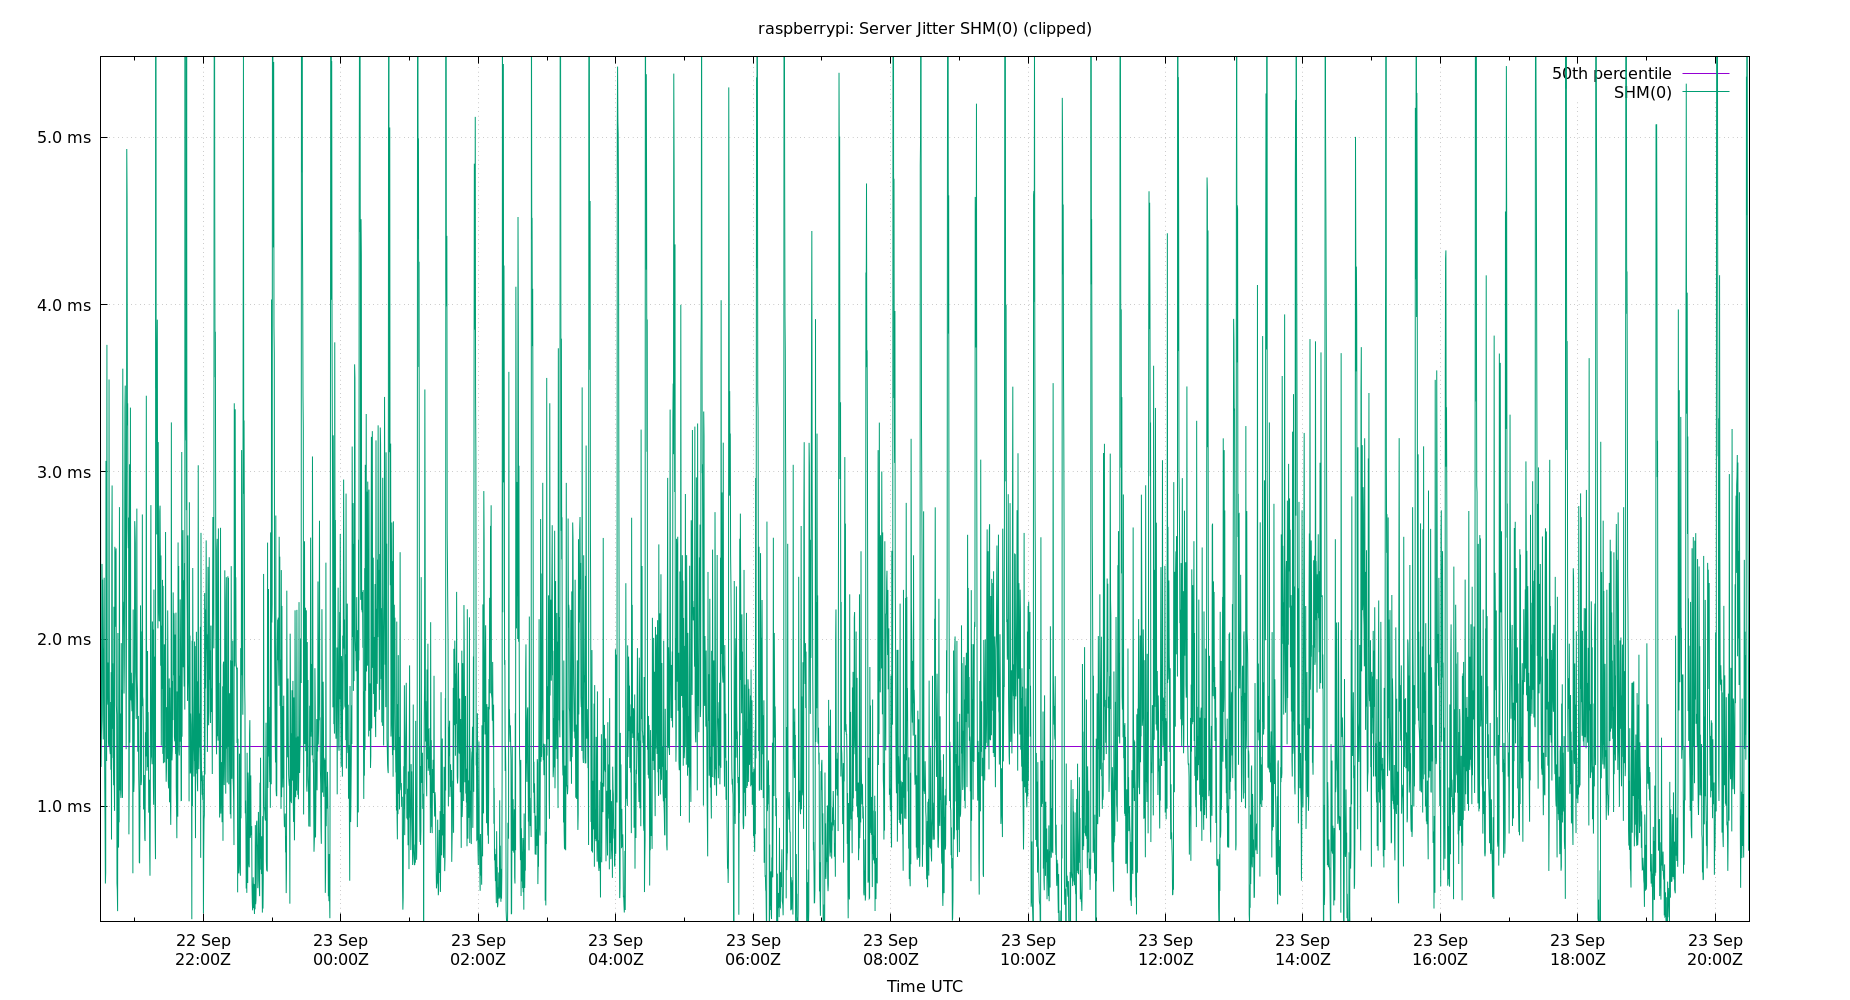 raspberrypi: Server Jitter SHM(0) (clipped)
50th percentile
SHM(0)
5.0 ms
4.0 ms
3.0 ms
2.0 ms
1.0 ms
22 Sep 23 Sep 23 Sep 23 Sep 23 Sep 23 Sep 23 Sep 23 Sep 23 Sep 23 Sep 23 Sep 23 Sep
22:00Z 00:00Z 02:00Z 04:00Z 06:00Z 08:00Z 10:00Z 12:00Z 14:00Z 16:00Z 18:00Z 20:00Z
Time UTC